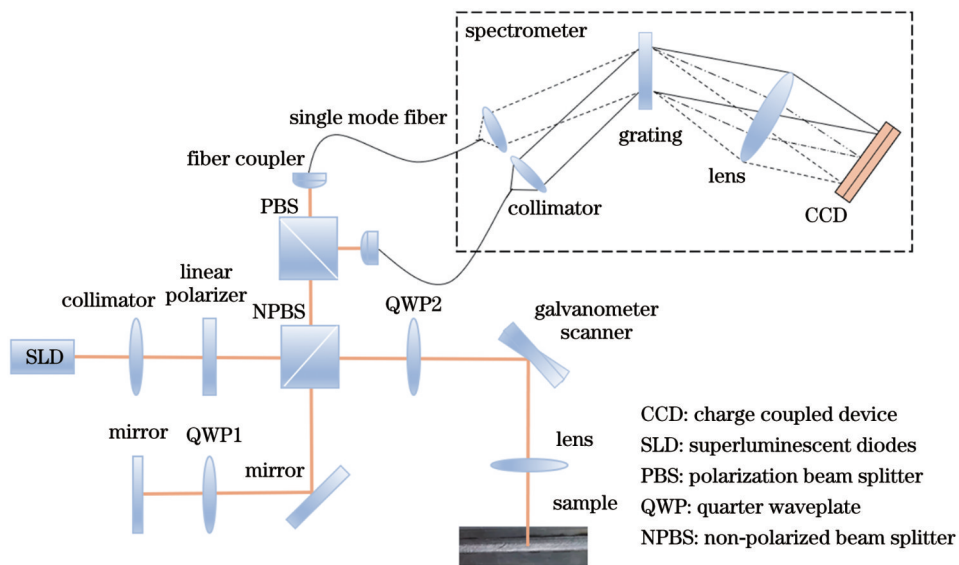 spectrometer
single mode fiber
fiber coupler
grating
lens
CCD
collimator
PBS
linear
polarizer
collimator
NPBS
QWP2
galvanometer
scanner
SLD
mirror
QWP1
mirror
lens
sample
CCD: charge coupled device
SLD: superluminescent diodes
PBS: polarization beam splitter
QWP: quarter waveplate
NPBS: non-polarized beam splitter